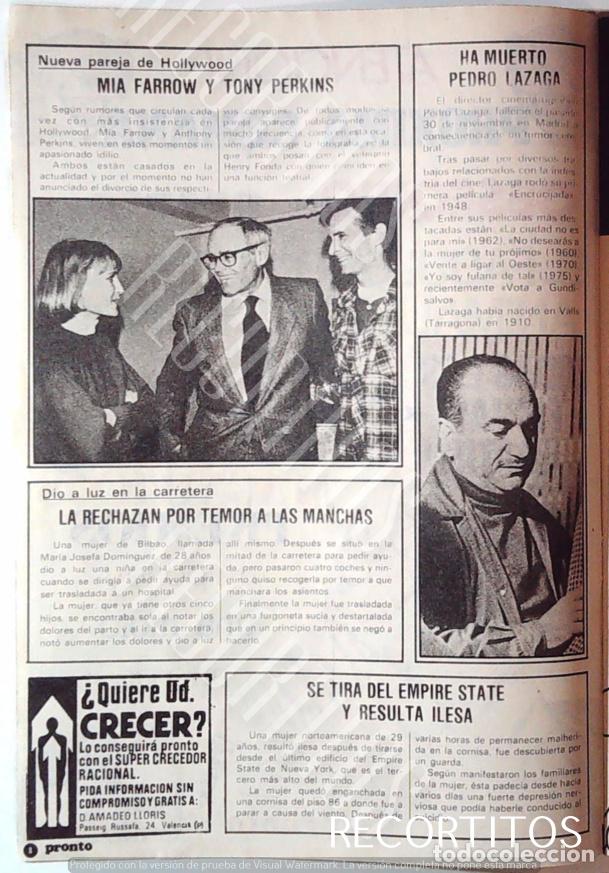 Nueva pareja de Hollywood
MIA FARROW Y TONY PERKINS
Según rumores que circulan cada
vez con más insistencia en
Hollywood, Mia Farrow y Anthony
Perkins, viven en estos momentos un
apasionado idilio.
Ambos están casados en la
actualidad y por el momento no han
anunciado el divorcio de sus respecti-
vos cónyuges. De todos modos la
pareja aparece públicamente con
mucho frecuencia, como en esta oca-
sión que recoge la fotografía, en la
que ambos posan con el veterano
Henry Fonda con quien coinciden en
una función teatral.
HA MUERTO
PEDRO LAZAGA
El director cinematográfico
Pedro Lazaga, falleció el pasado
30 de noviembre en Madrid a
consecuencia de un tumor cere-
bral.
Tras pasar por diversos tra-
bajos relacionados con la indus-
tria del cine, Lazaga rodó su pri-
mera película «Encrucijada» en
en 1948.
Entre sus películas más des-
tacadas están: «La ciudad no es
para mí» (1962), «No desearás a
la mujer de tu prójimo» (1960),
«Vente a ligar al Oeste» (1970),
«Yo soy fulana de tal» (1975) y
recientemente «Vota a Gundi-
salvo».
Lazaga había nacido en Valls
(Tarragona) en 1910.
Dio a luz en la carretera
LA RECHAZAN POR TEMOR A LAS MANCHAS
Una mujer de Bilbao, llamada
María Josefa Domínguez, de 28 años
dio a luz una niña en la carretera
cuando se dirigía a pedir ayuda para
ser trasladada a un hospital.
La mujer, que ya tiene otros cinco
hijos, se encontraba sola al notar los
dolores del parto y al ir a la carretera,
notó aumentar los dolores y dio a luz
allí mismo. Después se situó en la
mitad de la carretera para pedir ayu-
da, pero pasaron cuatro coches y nin-
guno quiso recogerla por temor a que
manchara los asientos.
Finalmente la mujer fue trasladada
en una furgoneta sucia y destartalada
que en un principio también se negó a
hacerlo.
¿Quiere Ud.
CRECER?
Lo conseguirá pronto
con el SUPER CRECEDOR
RACIONAL.
PIDA INFORMACION SIN
COMPROMISO Y GRATIS A:
D. AMADEO LLORIS
Passeig Russafa, 24 Valencia
SE TIRA DEL EMPIRE STATE
Y RESULTA ILESA
Una mujer norteamericana de 29
años, resultó ilesa después de tirarse
desde el último edificio del Empire
State de Nueva York, que es el ter-
cero más alto del mundo.
La mujer quedó enganchada en
una cornisa del piso 86 a donde fue a
parar a causa del viento. Después de
varias horas de permanecer malheri-
da en la cornisa, fue descubierta por
un guarda.
Según manifestaron los familiares
de la mujer, ésta padecía desde hacía
varios días una fuerte depresión ner-
viosa que podía haberle conducido al
suicidio.
RECORTITOS
8 pronto
todocoleccion
Protegido con la versión de prueba de Visual Watermark. La versión completa no pone esta marca.